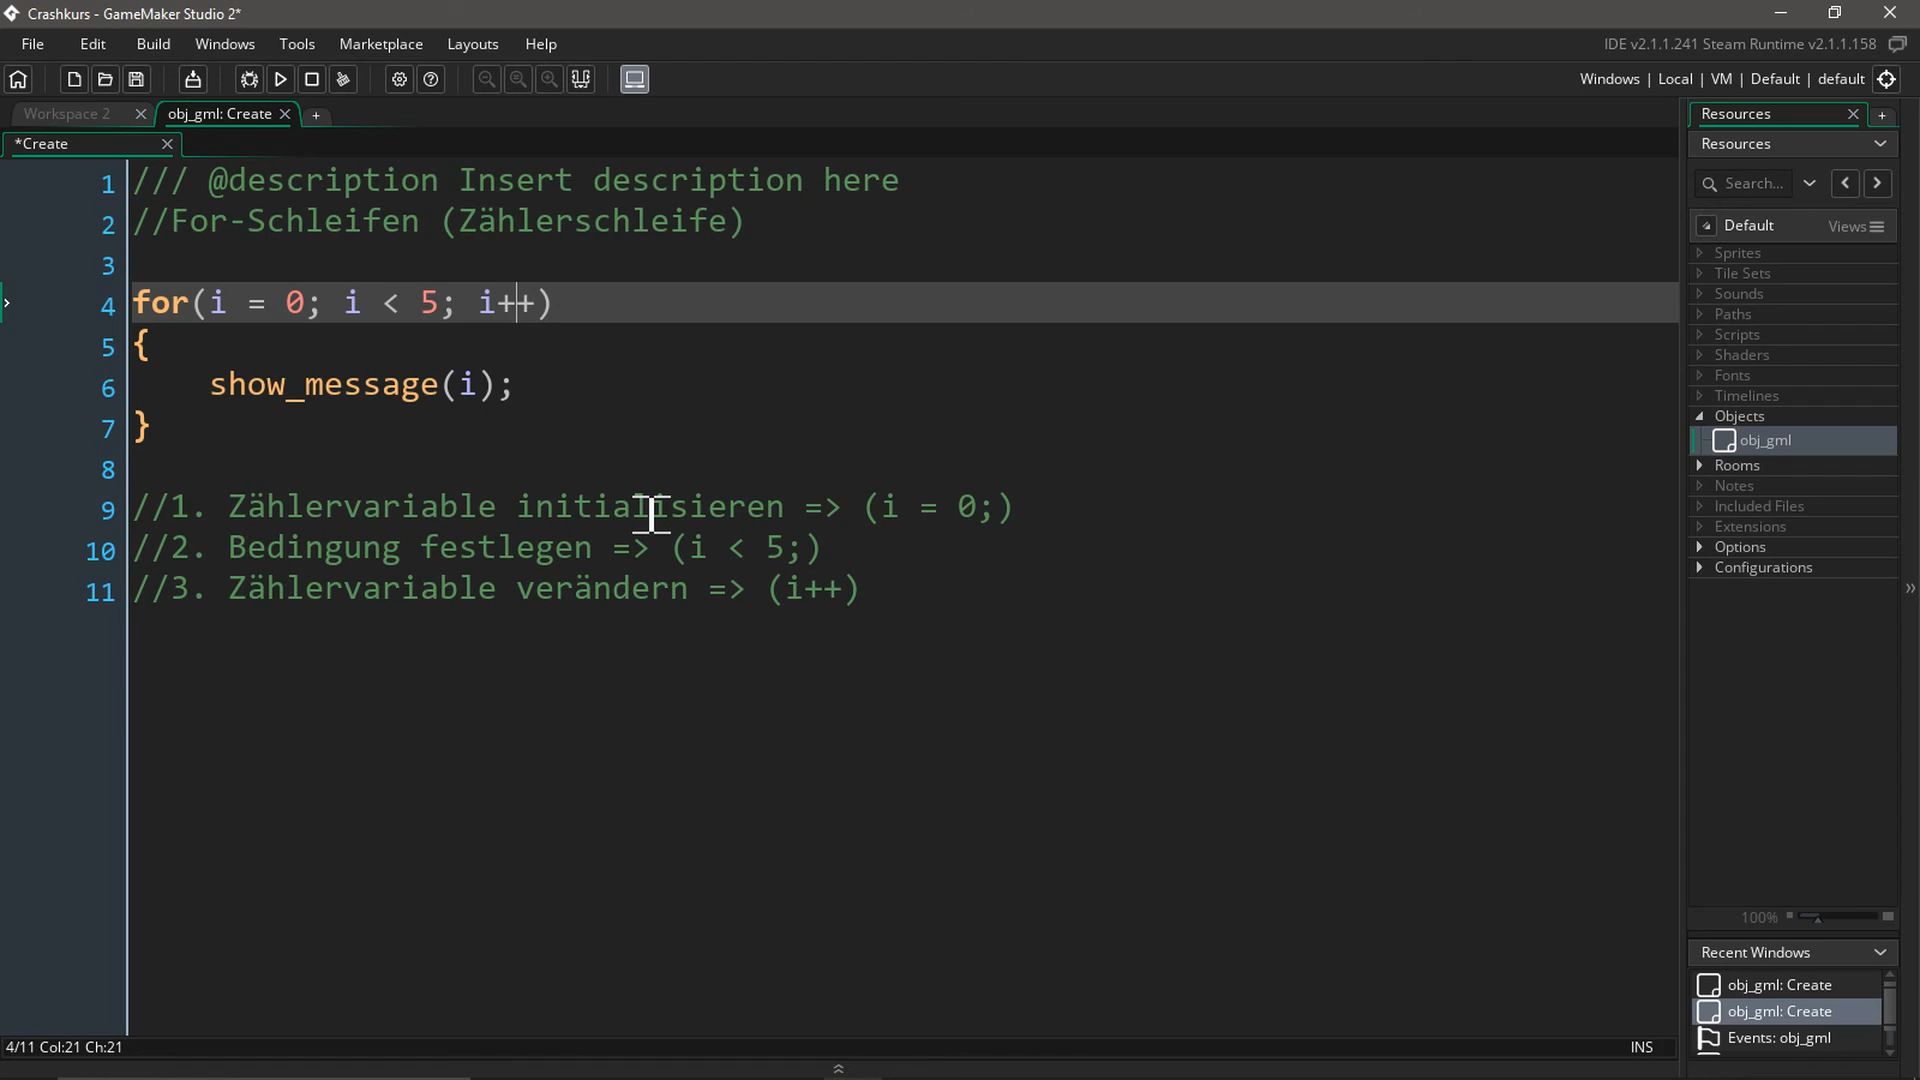 Crashkurs - GameMaker Studio 2*
File Edit Build Windows Tools Marketplace Layouts Help
IDE v2.1.1.241 Steam Runtime v2.1.1.158
Windows | Local | VM | Default | default
Workspace 2
obj_gml: Create
*Create
1 /// @description Insert description here
2 //For-Schleifen (Zählerschleife)
3
4 for(i = 0; i < 5; i++)
5 {
6 show_message(i);
7 }
8
9 //1. Zählervariable initialisieren => (i = 0;)
10 //2. Bedingung festlegen => (i < 5;)
11 //3. Zählervariable verändern => (i++)
4/11 Col:21 Ch:21
INS
Resources
Resources
Search...
Default Views
Sprites
Tile Sets
Sounds
Paths
Scripts
Shaders
Fonts
Timelines
Objects
obj_gml
Rooms
Notes
Included Files
Extensions
Options
Configurations
100%
Recent Windows
obj_gml: Create
obj_gml: Create
Events: obj_gml